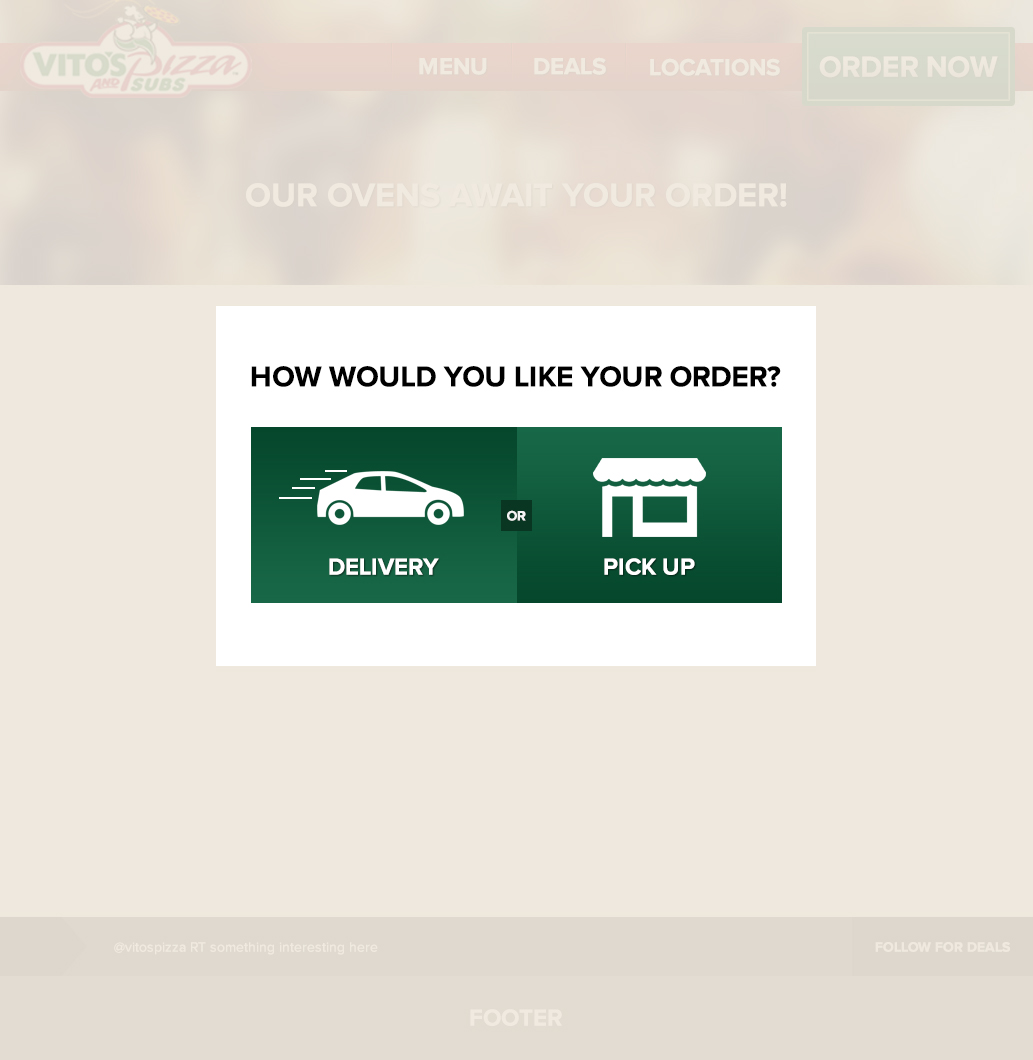 VITO'S Pizza
AND SUBS
MENU
DEALS
LOCATIONS
ORDER NOW
OUR OVENS AWAIT YOUR ORDER!
HOW WOULD YOU LIKE YOUR ORDER?
DELIVERY
OR
PICK UP
@vitospizza RT something interesting here
FOLLOW FOR DEALS
FOOTER